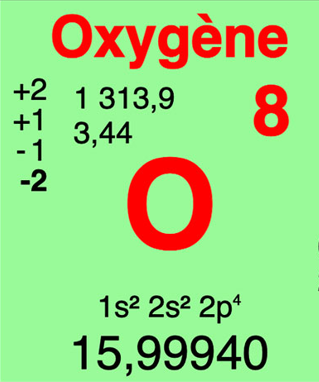 Oxygène
+2 1 313,9 8
+1 3,44
- 1
-2
O
1s² 2s² 2p⁴
15,99940